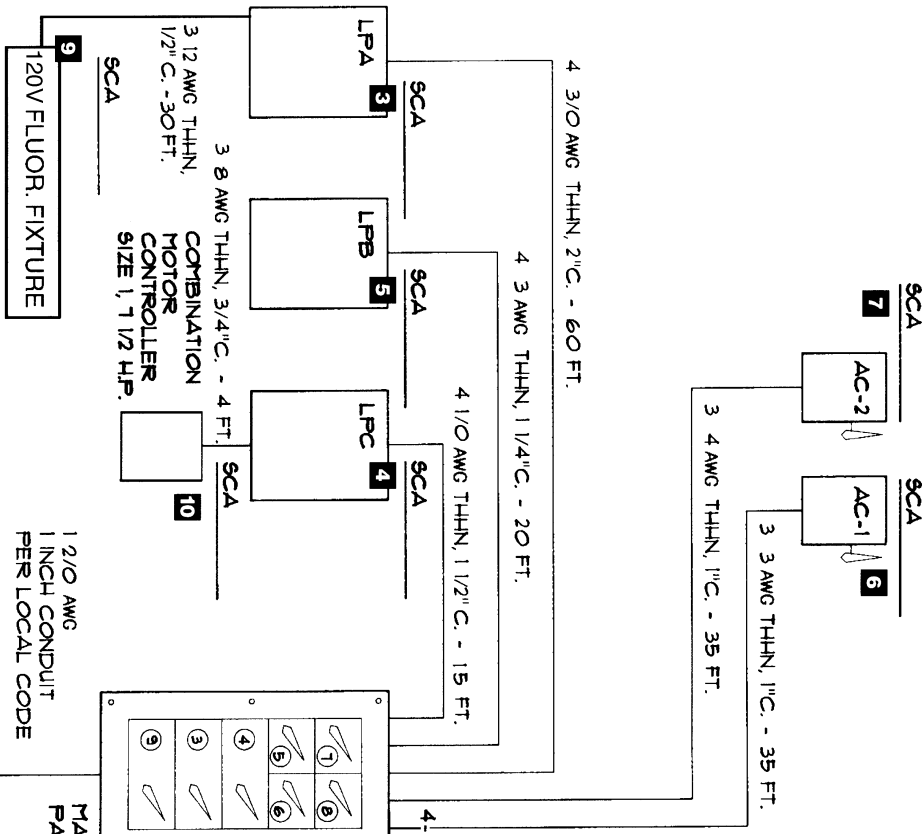 SCA
7
AC-2
SCA
AC-1
6
3 3 AWG THHN, 1"C. - 35 FT.
3 4 AWG THHN, 1"C. - 35 FT.
4 3/0 AWG THHN, 2"C. - 60 FT.
4 3 AWG THHN, 1 1/4"C. - 20 FT.
4 1/0 AWG THHN, 1 1/2"C. - 15 FT.
4-
SCA
LPA
3
SCA
LPB
5
SCA
LPC
4
7
8
5
6
4
3
9
MA
PA
3 8 AWG THHN, 3/4"C. - 4 FT.
SCA
10
COMBINATION
MOTOR
CONTROLLER
SIZE 1, 7 1/2 H.P.
3 12 AWG THHN,
1/2" C. - 30 FT.
SCA
9
120V FLUOR. FIXTURE
1 2/0 AWG
1 INCH CONDUIT
PER LOCAL CODE